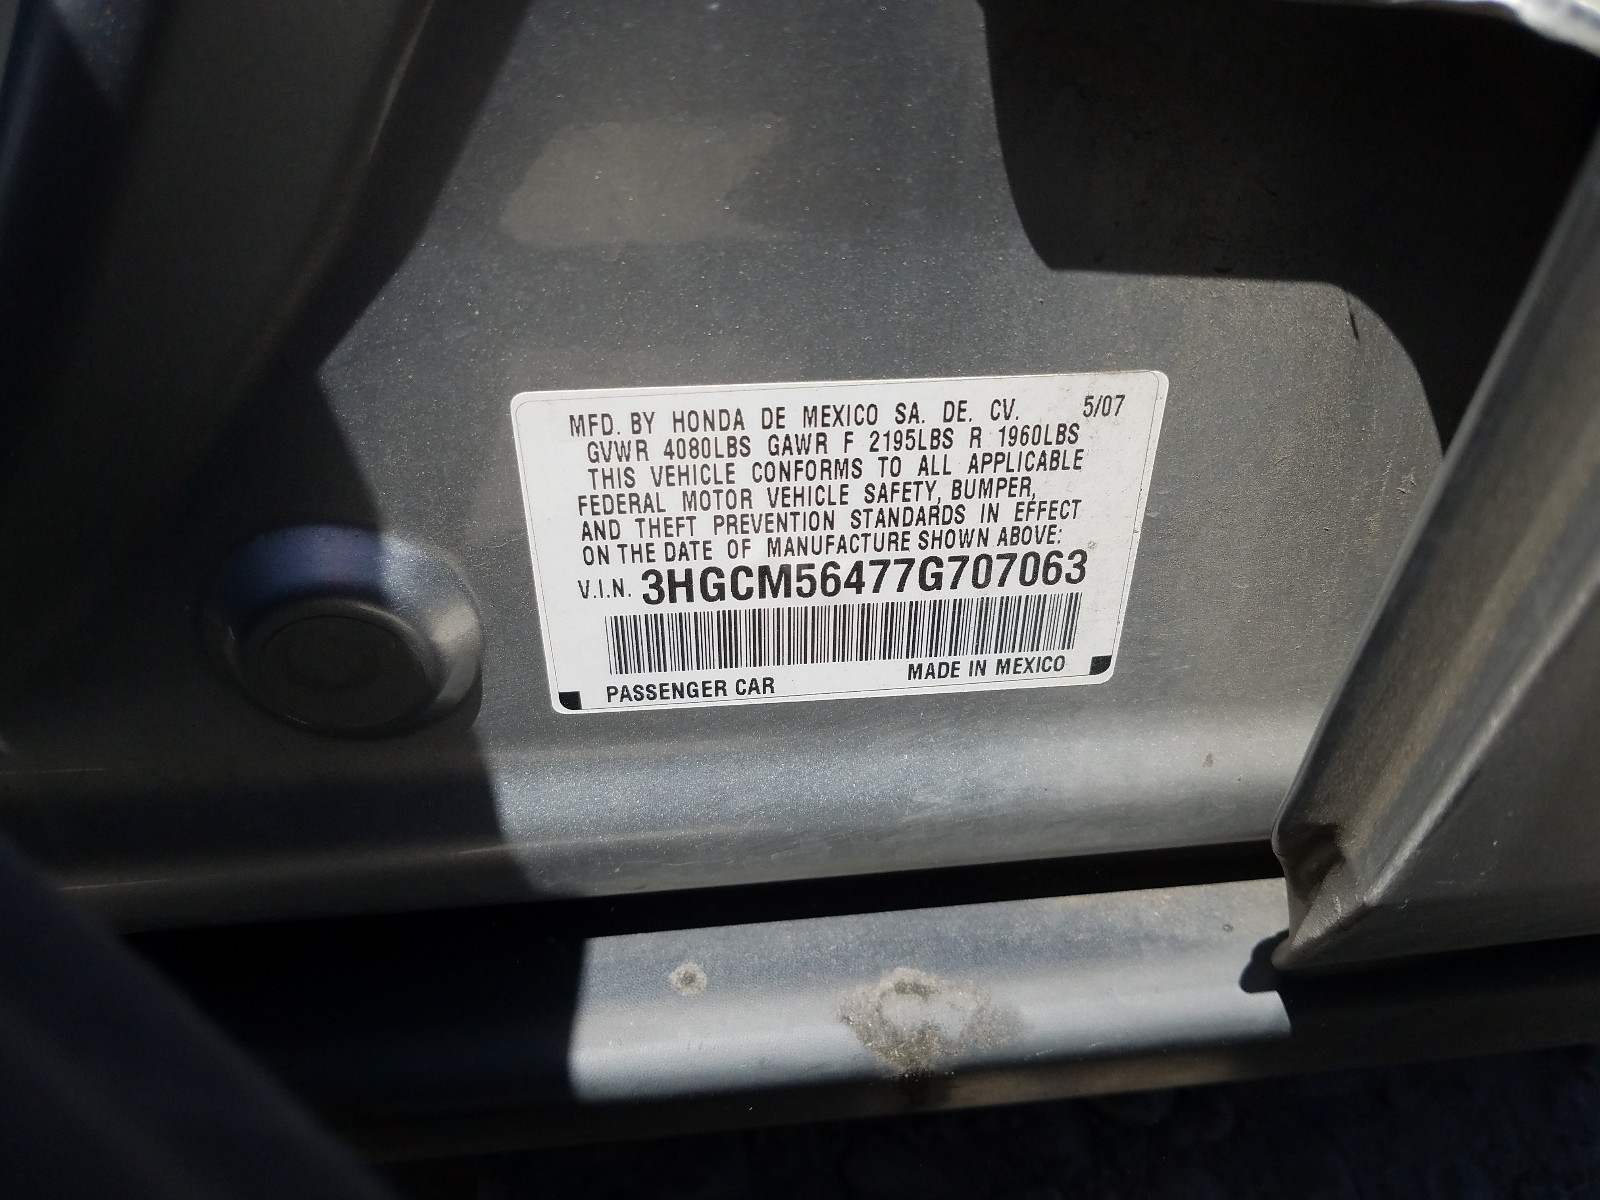 MFD. BY HONDA DE MEXICO SA. DE. CV. 5/07
GVWR 4080LBS GAWR F 2195LBS R 1960LBS
THIS VEHICLE CONFORMS TO ALL APPLICABLE
FEDERAL MOTOR VEHICLE SAFETY, BUMPER,
AND THEFT PREVENTION STANDARDS IN EFFECT
ON THE DATE OF MANUFACTURE SHOWN ABOVE:
V.I.N. 3HGCM56477G707063
PASSENGER CAR MADE IN MEXICO